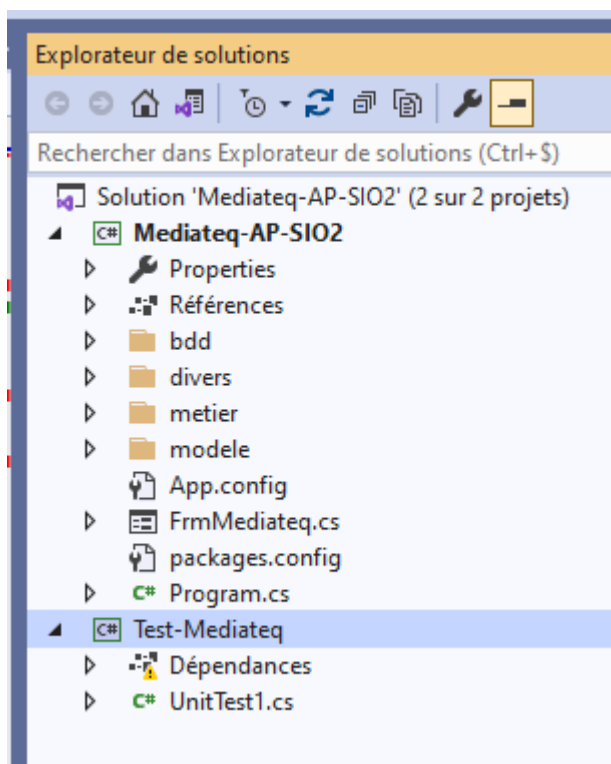 Explorateur de solutions
Rechercher dans Explorateur de solutions (Ctrl+$)
Solution 'Mediateq-AP-SIO2' (2 sur 2 projets)
C# Mediateq-AP-SIO2
Properties
Références
bdd
divers
metier
modele
App.config
FrmMediateq.cs
packages.config
C# Program.cs
C# Test-Mediateq
Dépendances
C# UnitTest1.cs